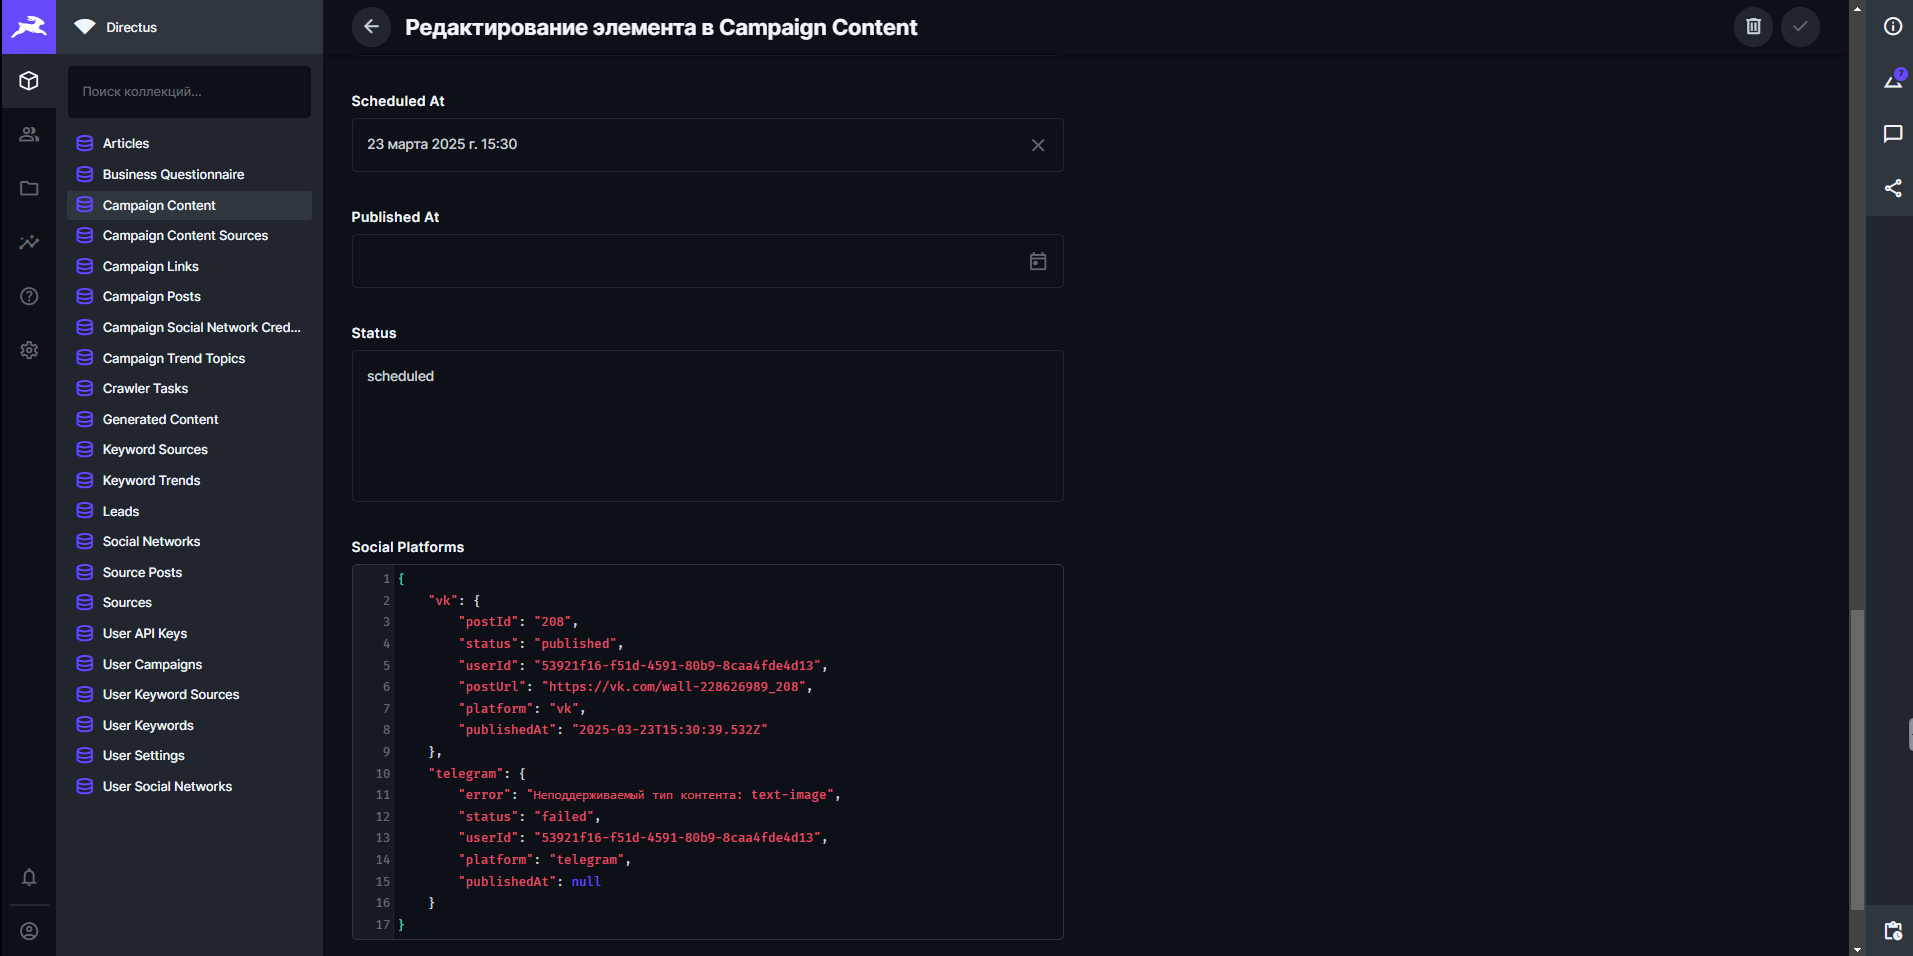 Directus
Редактирование элемента в Campaign Content
7
Поиск коллекций...
Articles
Business Questionnaire
Campaign Content
Campaign Content Sources
Campaign Links
Campaign Posts
Campaign Social Network Cred...
Campaign Trend Topics
Crawler Tasks
Generated Content
Keyword Sources
Keyword Trends
Leads
Social Networks
Source Posts
Sources
User API Keys
User Campaigns
User Keyword Sources
User Keywords
User Settings
User Social Networks
Scheduled At
23 марта 2025 г. 15:30
Published At
Status
scheduled
Social Platforms
1 {
2 "vk": {
3 "postId": "208",
4 "status": "published",
5 "userId": "53921f16-f51d-4591-80b9-8caa4fde4d13",
6 "postUrl": "https://vk.com/wall-228626989_208",
7 "platform": "vk",
8 "publishedAt": "2025-03-23T15:30:39.532Z"
9 },
10 "telegram": {
11 "error": "Неподдерживаемый тип контента: text-image",
12 "status": "failed",
13 "userId": "53921f16-f51d-4591-80b9-8caa4fde4d13",
14 "platform": "telegram",
15 "publishedAt": null
16 }
17 }